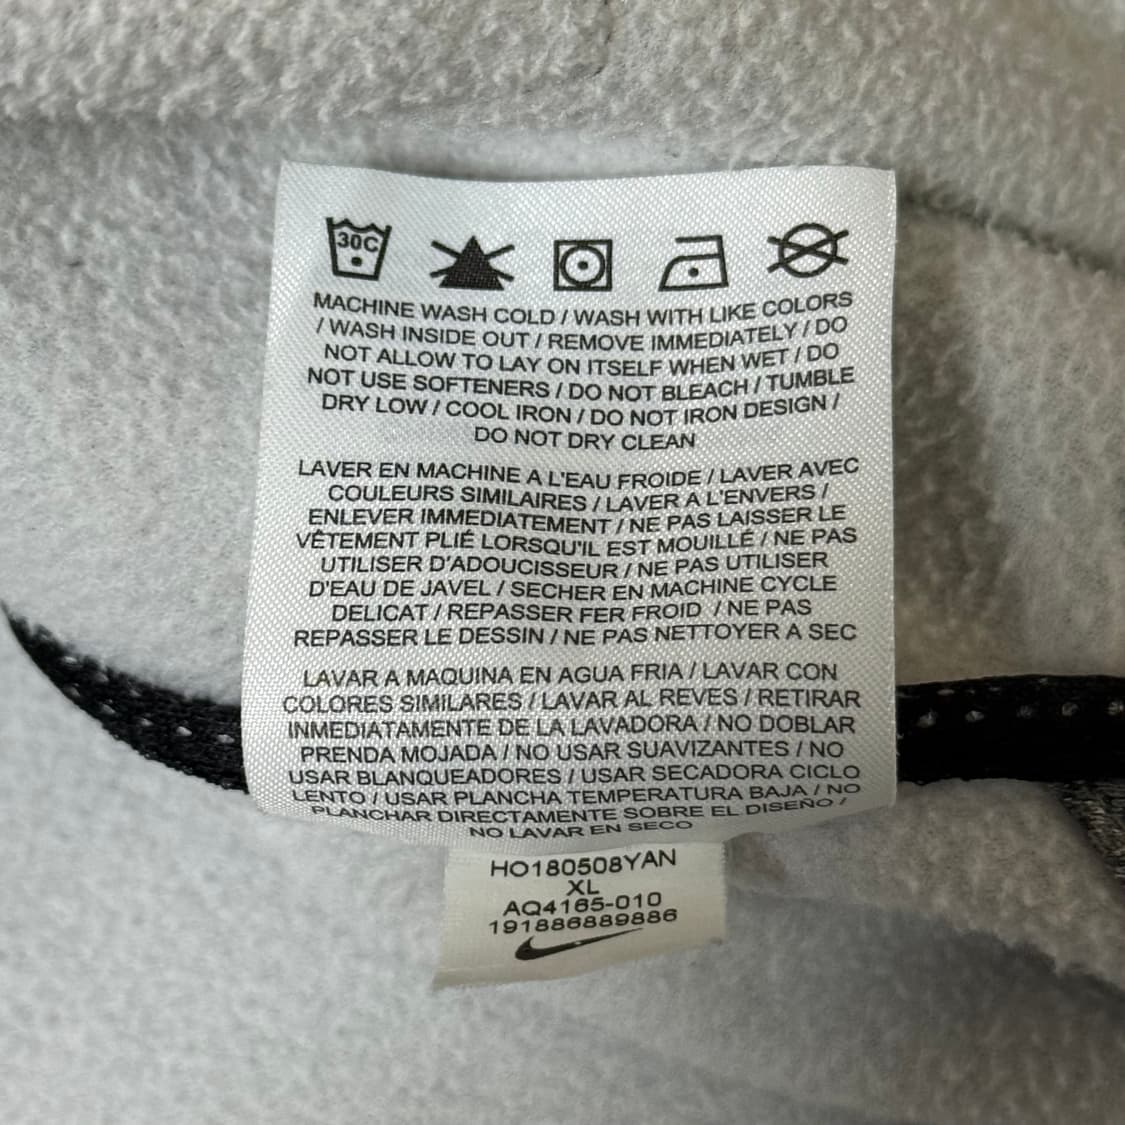 30C
MACHINE WASH COLD / WASH WITH LIKE COLORS
/ WASH INSIDE OUT / REMOVE IMMEDIATELY / DO
NOT ALLOW TO LAY ON ITSELF WHEN WET / DO
NOT USE SOFTENERS / DO NOT BLEACH / TUMBLE
DRY LOW / COOL IRON / DO NOT IRON DESIGN /
DO NOT DRY CLEAN
LAVER EN MACHINE A L'EAU FROIDE / LAVER AVEC
COULEURS SIMILAIRES / LAVER A L'ENVERS /
ENLEVER IMMEDIATEMENT / NE PAS LAISSER LE
VÊTEMENT PLIÉ LORSQU'IL EST MOUILLÉ / NE PAS
UTILISER D'ADOUCISSEUR / NE PAS UTILISER
D'EAU DE JAVEL / SECHER EN MACHINE CYCLE
DELICAT / REPASSER FER FROID / NE PAS
REPASSER LE DESSIN / NE PAS NETTOYER A SEC
LAVAR A MAQUINA EN AGUA FRIA / LAVAR CON
COLORES SIMILARES / LAVAR AL REVES / RETIRAR
INMEDIATAMENTE DE LA LAVADORA / NO DOBLAR
PRENDA MOJADA / NO USAR SUAVIZANTES / NO
USAR BLANQUEADORES / USAR SECADORA CICLO
LENTO / USAR PLANCHA TEMPERATURA BAJA / NO
PLANCHAR DIRECTAMENTE SOBRE EL DISEÑO /
NO LAVAR EN SECO
HO180508YAN
XL
AQ4165-010
191886889886